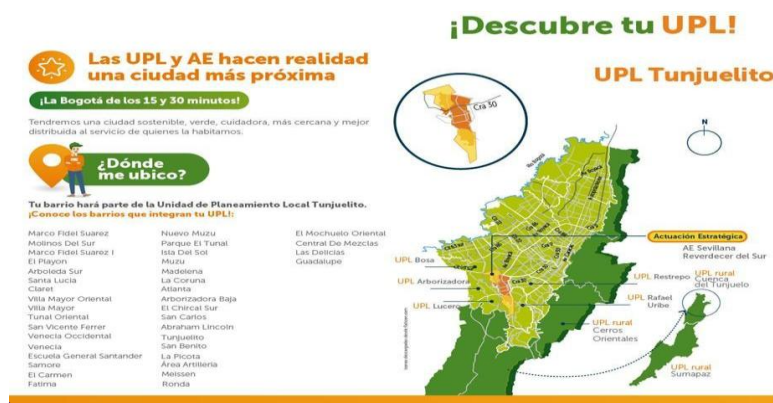 ¡Descubre tu UPL!
Las UPL y AE hacen realidad
una ciudad más próxima
¡La Bogotá de los 15 y 30 minutos!
Tendremos una ciudad sostenible, verde, cuidadora, más cercana y mejor
distribuida al servicio de quienes la habitamos.
¿Dónde
me ubico?
Tu barrio hará parte de la Unidad de Planeamiento Local Tunjuelito.
¡Conoce los barrios que integran tu UPL!:
Marco Fidel Suarez
Molinos Del Sur
Marco Fidel Suarez I
El Playon
Arboleda Sur
Santa Lucia
Claret
Villa Mayor Oriental
Villa Mayor
Tunal Oriental
San Vicente Ferrer
Venecia Occidental
Venecia
Escuela General Santander
Samore
El Carmen
Fatima
Nuevo Muzu
Parque El Tunal
Isla Del Sol
Muzu
Madelena
La Coruna
Atlanta
Arborizadora Baja
El Chircal Sur
San Carlos
Abraham Lincoln
Tunjuelito
San Benito
La Picota
Área Artillería
Meissen
Ronda
El Mochuelo Oriental
Central De Mezclas
Las Delicias
Guadalupe
UPL Tunjuelito
Cra 30
N
Actuación Estratégica
AE Sevillana
Reverdecer del Sur
UPL Bosa
UPL Arborizadora
UPL Lucero
UPL Restrepo
UPL Rafael
Uribe
UPL rural
Cerros
Orientales
UPL rural
Cuenca
del Tunjuelo
UPL rural
Sumapaz